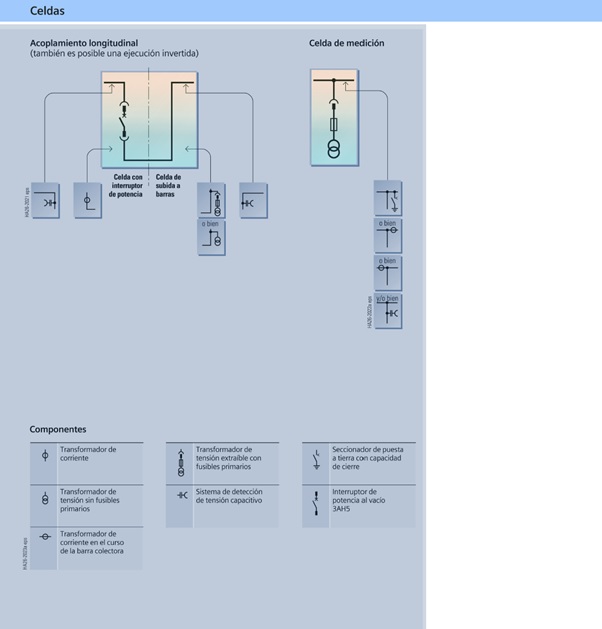 Celdas
Acoplamiento longitudinal
(también es posible una ejecución invertida)
Celda de medición
Celda con
interruptor
de potencia
Celda de
subida a
barras
HA26-2021 eps
o bien
o bien
o bien
y/o bien
HA26-2022a eps
Componentes
Transformador de
corriente
Transformador de
tensión sin fusibles
primarios
Transformador de
corriente en el curso
de la barra colectora
Transformador de
tensión extraíble con
fusibles primarios
Sistema de detección
de tensión capacitivo
Seccionador de puesta
a tierra con capacidad
de cierre
Interruptor de
potencia al vacío
3AH5
HA26-2023a eps